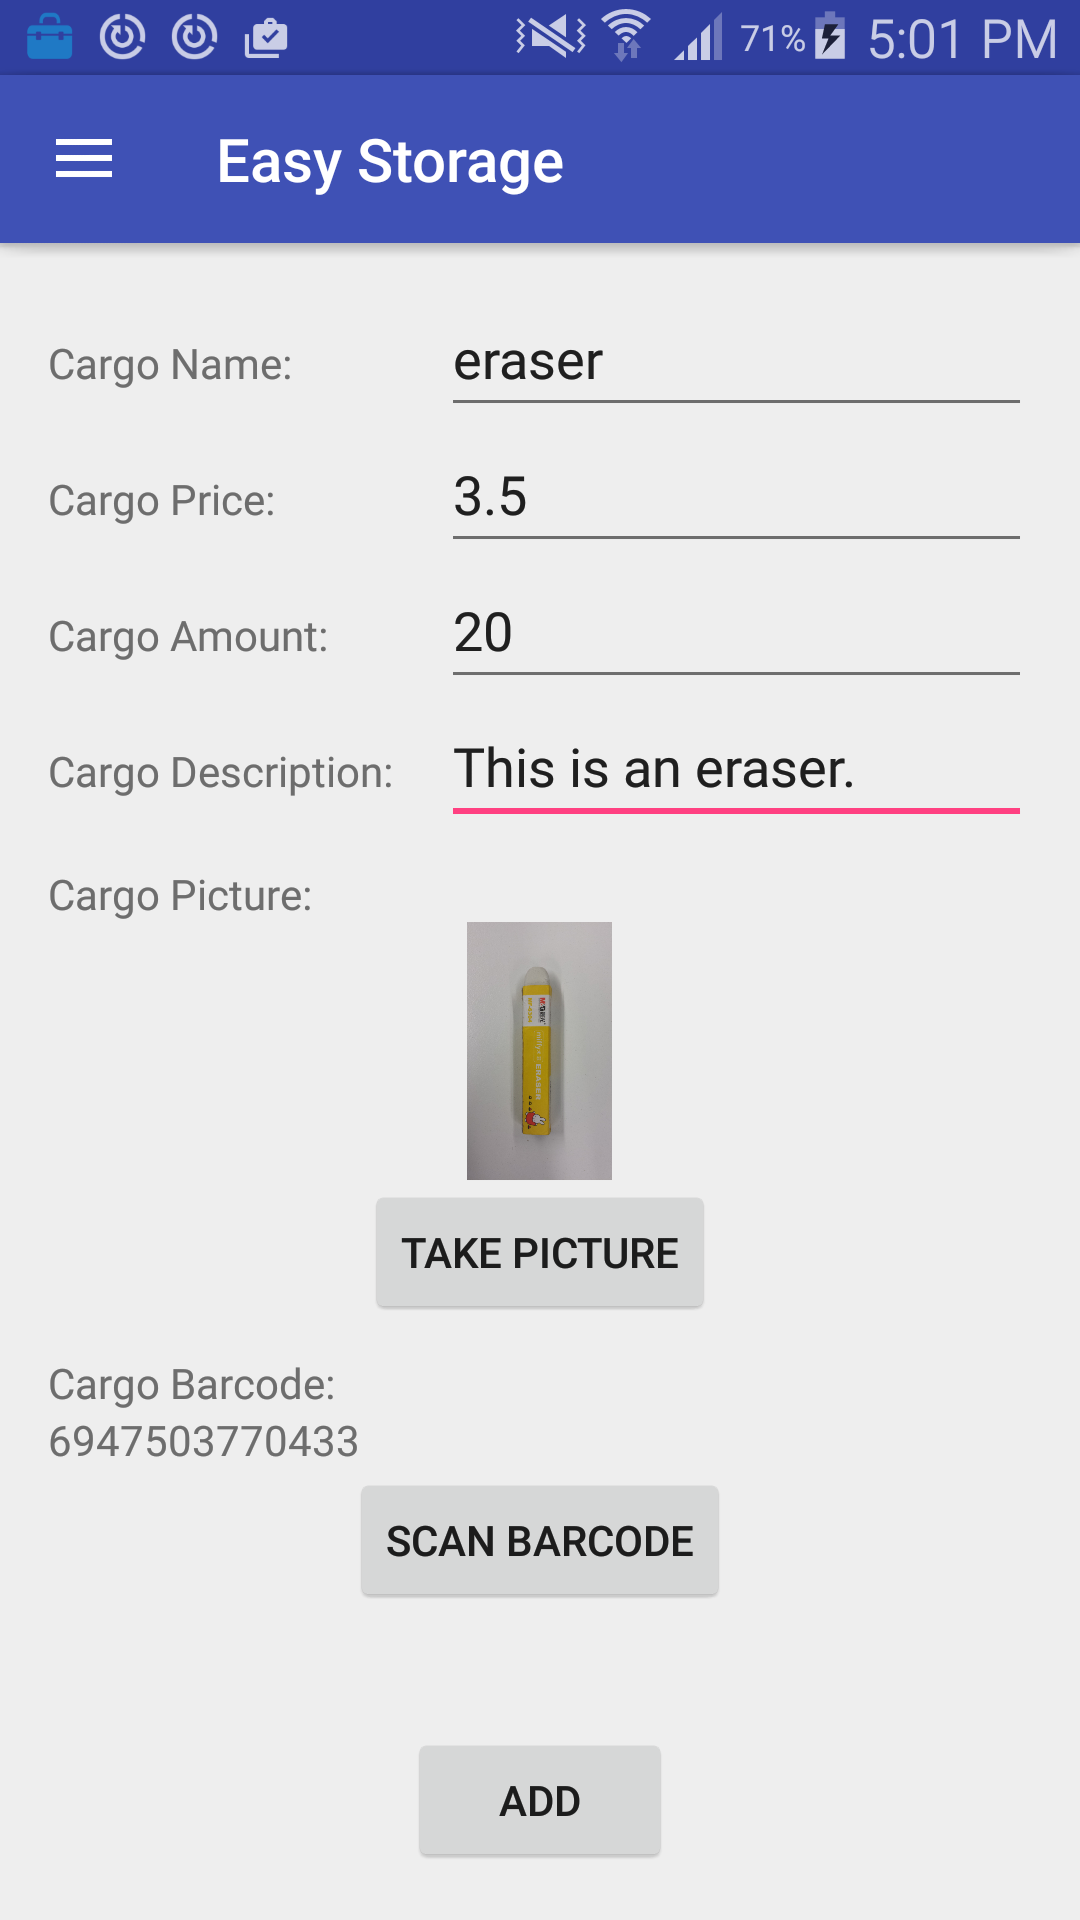 71% 5:01 PM
Easy Storage
Cargo Name: eraser
Cargo Price: 3.5
Cargo Amount: 20
Cargo Description: This is an eraser.
Cargo Picture:
ERASER
TAKE PICTURE
Cargo Barcode:
6947503770433
SCAN BARCODE
ADD